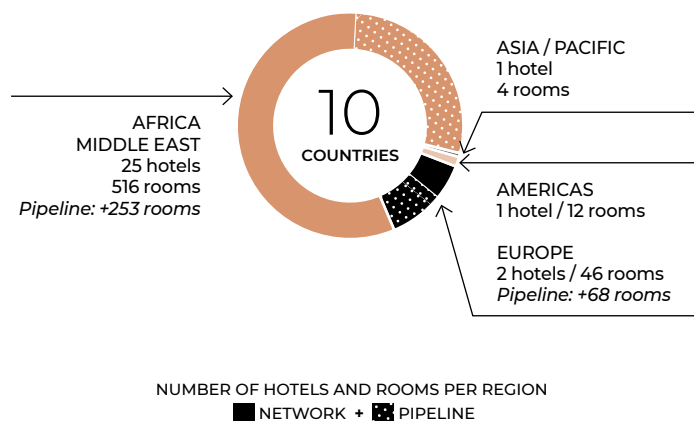 ASIA / PACIFIC
1 hotel
4 rooms
10
COUNTRIES
AFRICA
MIDDLE EAST
25 hotels
516 rooms
Pipeline: +253 rooms
AMERICAS
1 hotel / 12 rooms
EUROPE
2 hotels / 46 rooms
Pipeline: +68 rooms
NUMBER OF HOTELS AND ROOMS PER REGION
NETWORK + PIPELINE